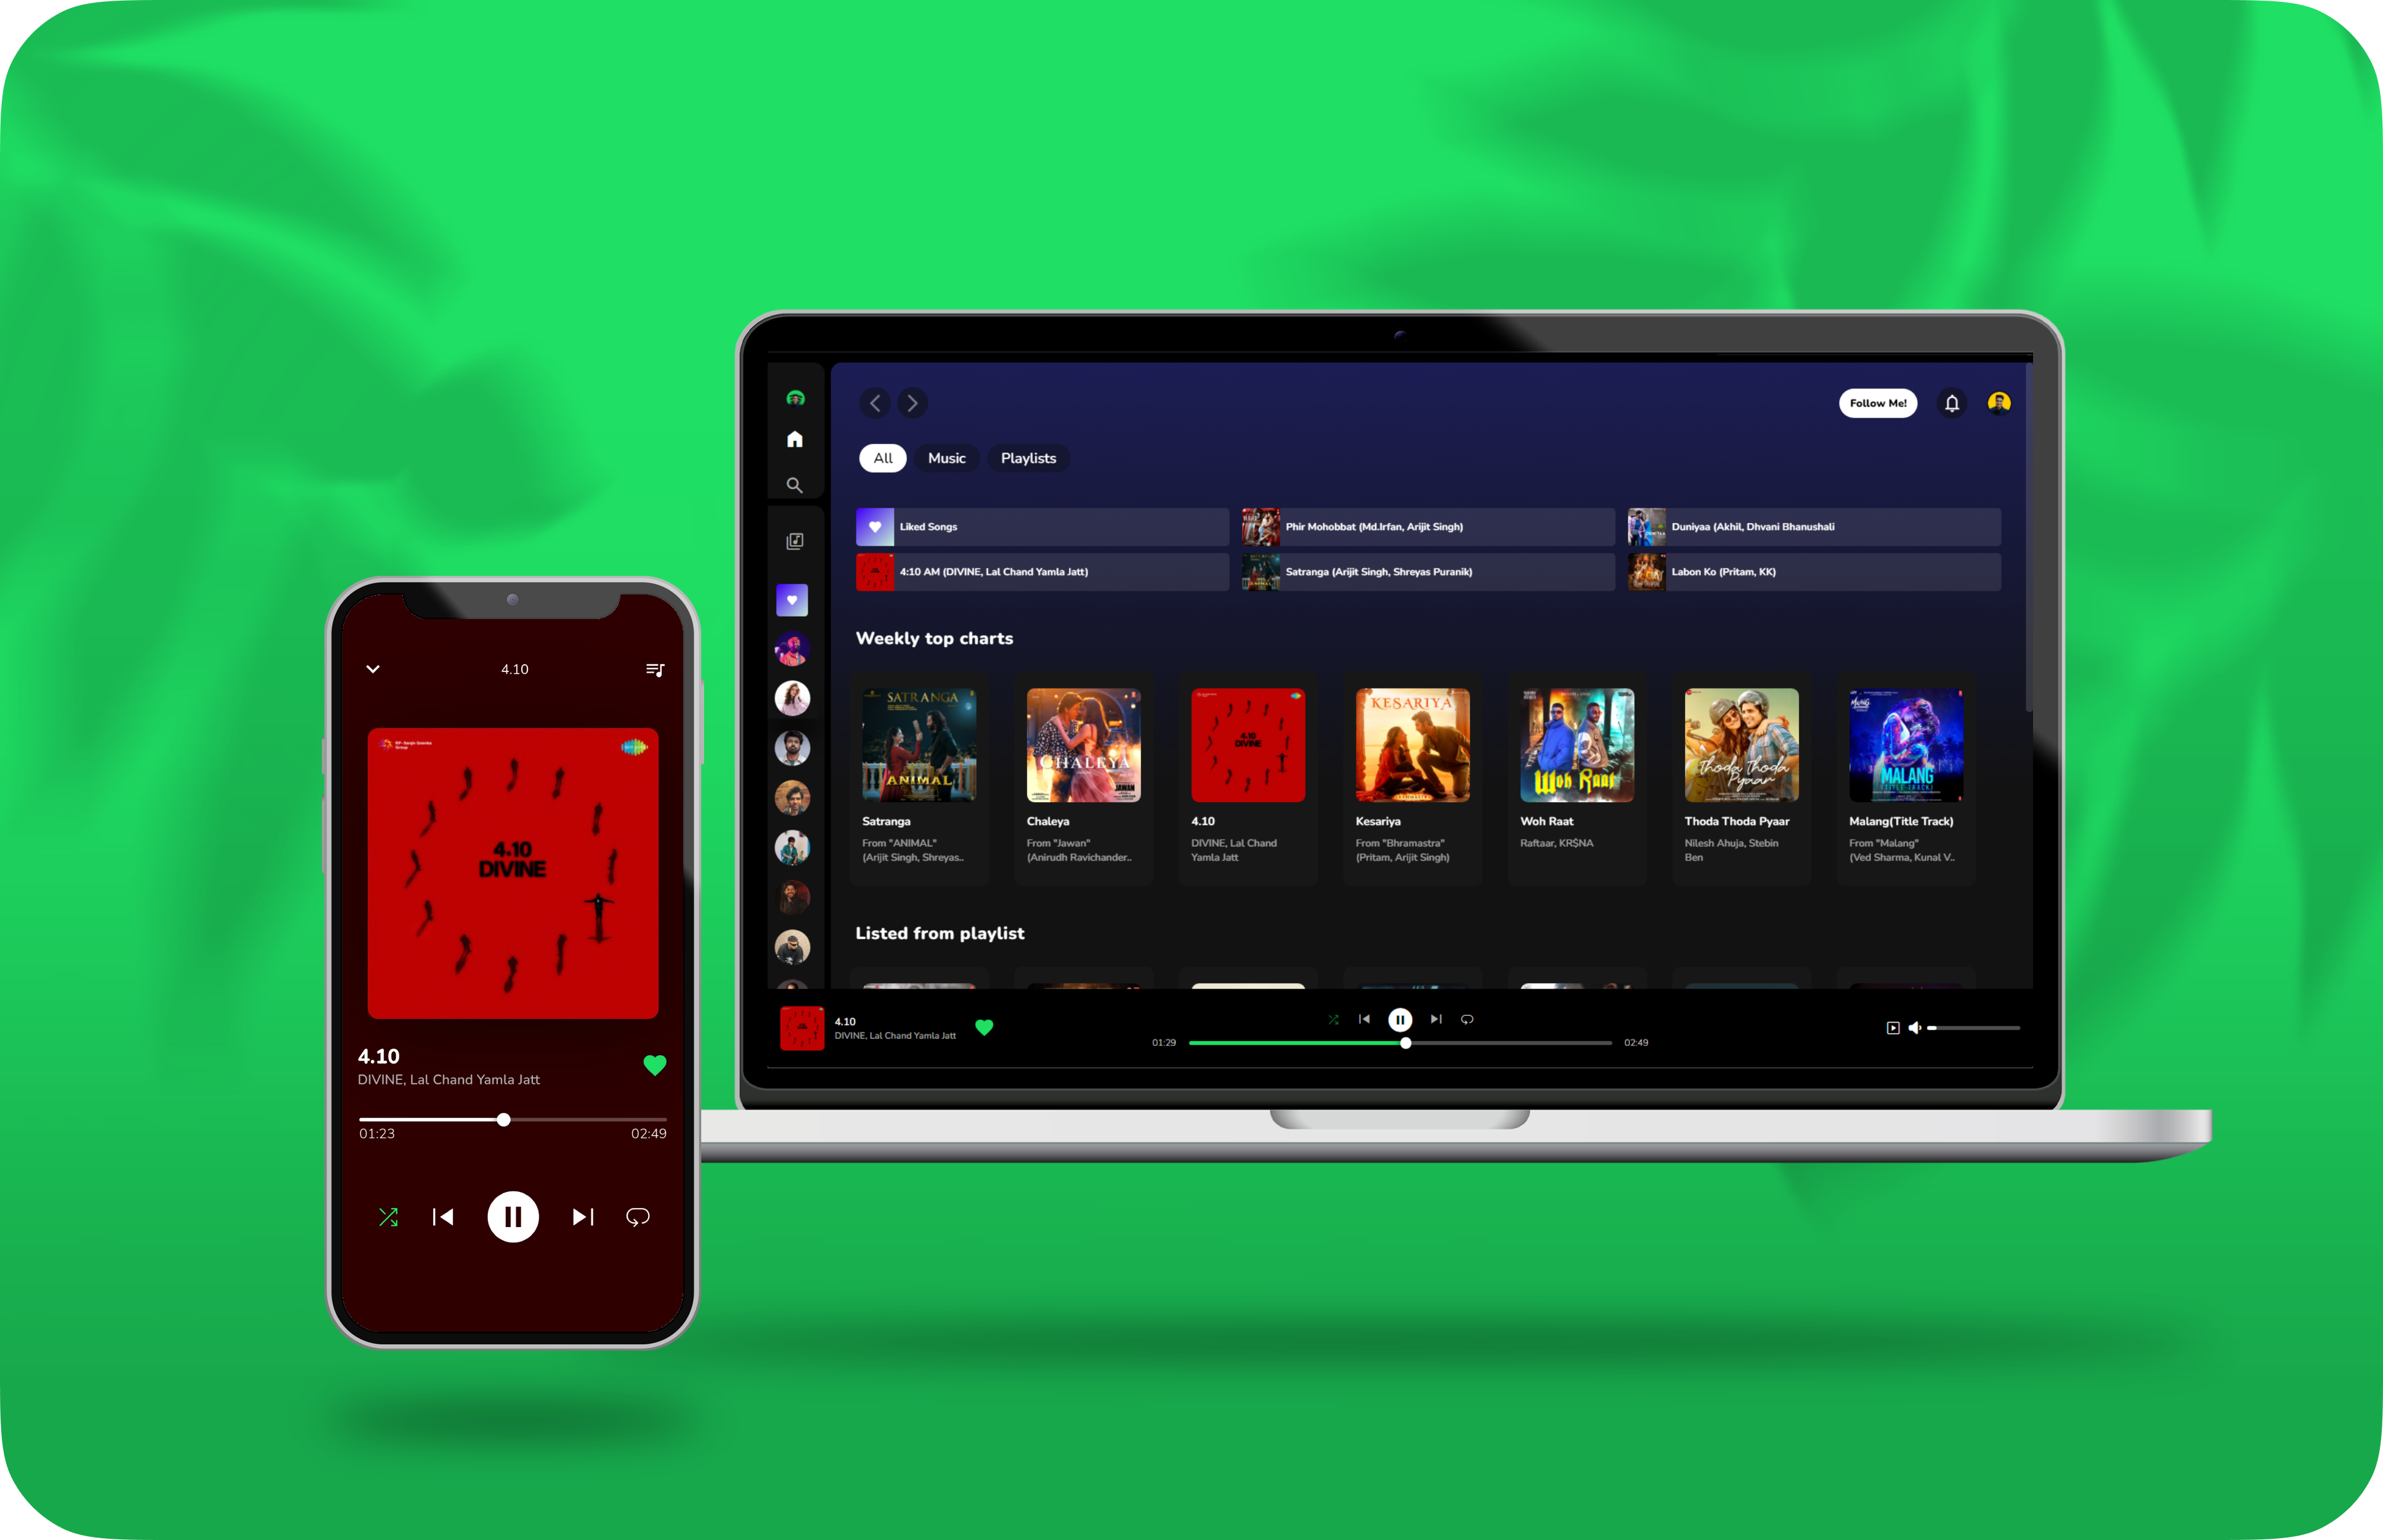 4.10
RP- Sanjiv Goenka
Group
4.10
DIVINE
4.10
DIVINE, Lal Chand Yamla Jatt
01:23
02:49
Follow Me!
All
Music
Playlists
Liked Songs
Phir Mohobbat (Md.Irfan, Arijit Singh)
Duniyaa (Akhil, Dhvani Bhanushali
4:10 AM (DIVINE, Lal Chand Yamla Jatt)
Satranga (Arijit Singh, Shreyas Puranik)
Labon Ko (Pritam, KK)
Weekly top charts
SATRANGA
ANIMAL
CHALEYA
JAWAN
4.10
DIVINE
KESARIYA
Woh Raat
Thoda Thoda
Pyaar
MALANG
(TITLE TRACK)
Satranga
From "ANIMAL"
(Arijit Singh, Shreyas..
Chaleya
From "Jawan"
(Anirudh Ravichander..
4.10
DIVINE, Lal Chand
Yamla Jatt
Kesariya
From "Bhramastra"
(Pritam, Arijit Singh)
Woh Raat
Raftaar, KR$NA
Thoda Thoda Pyaar
Nilesh Ahuja, Stebin
Ben
Malang(Title Track)
From "Malang"
(Ved Sharma, Kunal V..
Listed from playlist
4.10
DIVINE, Lal Chand Yamla Jatt
01:29
02:49